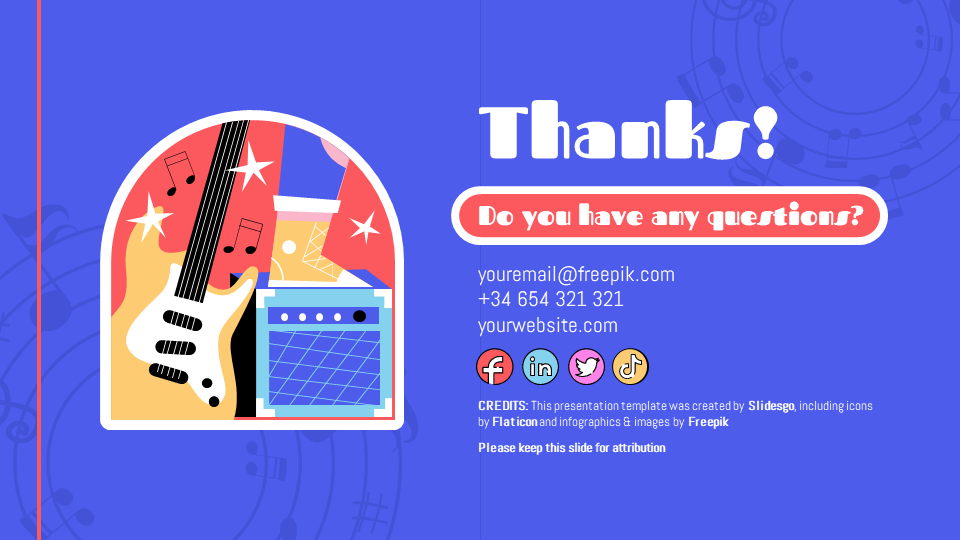 Thanks!
Do you have any questions?
youremail@freepik.com
+34 654 321 321
yourwebsite.com
f in
CREDITS: This presentation template was created by Slidesgo, including icons
by Flaticon and infographics & images by Freepik
Please keep this slide for attribution